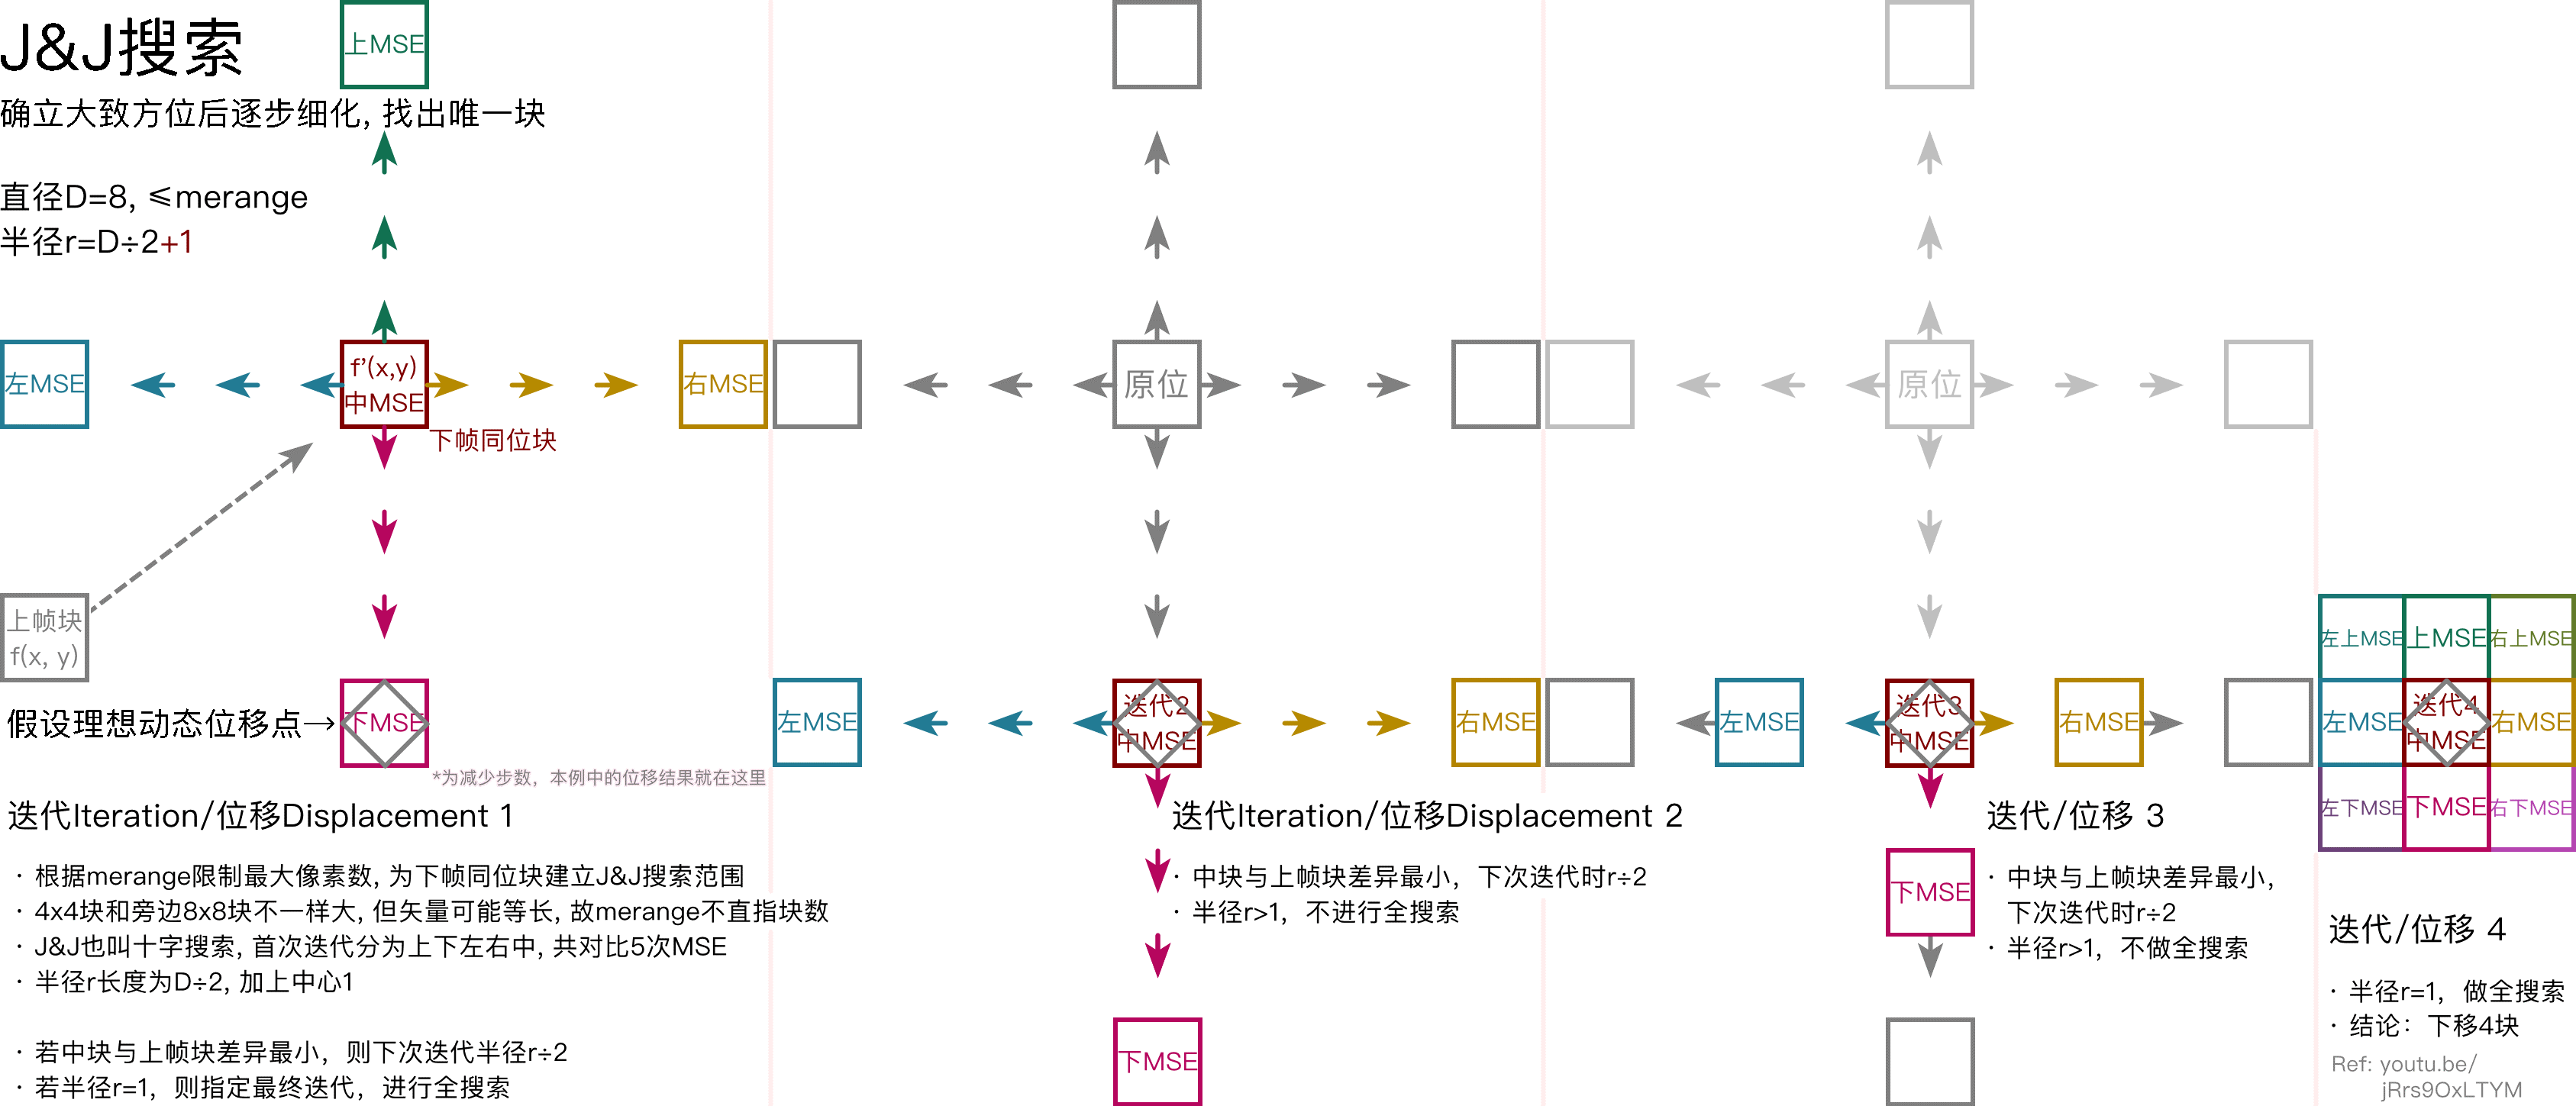 J&J搜索
确立大致方位后逐步细化, 找出唯一块
直径D=8, ≤merange
半径r=D÷2+1
上MSE
左MSE
f'(x,y)
中MSE
右MSE
下帧同位块
上帧块
f(x, y)
假设理想动态位移点→
下MSE
*为减少步数，本例中的位移结果就在这里
迭代Iteration/位移Displacement 1
· 根据merange限制最大像素数, 为下帧同位块建立J&J搜索范围
· 4x4块和旁边8x8块不一样大, 但矢量可能等长, 故merange不直指块数
· J&J也叫十字搜索, 首次迭代分为上下左右中, 共对比5次MSE
· 半径r长度为D÷2, 加上中心1
· 若中块与上帧块差异最小，则下次迭代半径r÷2
· 若半径r=1，则指定最终迭代，进行全搜索
原位
左MSE
迭代2
中MSE
右MSE
迭代Iteration/位移Displacement 2
· 中块与上帧块差异最小，下次迭代时r÷2
· 半径r>1，不进行全搜索
下MSE
原位
左MSE
迭代3
中MSE
右MSE
迭代/位移 3
下MSE
· 中块与上帧块差异最小，
下次迭代时r÷2
· 半径r>1，不做全搜索
左上MSE
上MSE
右上MSE
左MSE
迭代4
中MSE
右MSE
左下MSE
下MSE
右下MSE
迭代/位移 4
· 半径r=1，做全搜索
· 结论：下移4块
Ref: youtu.be/
jRrs9OxLTYM